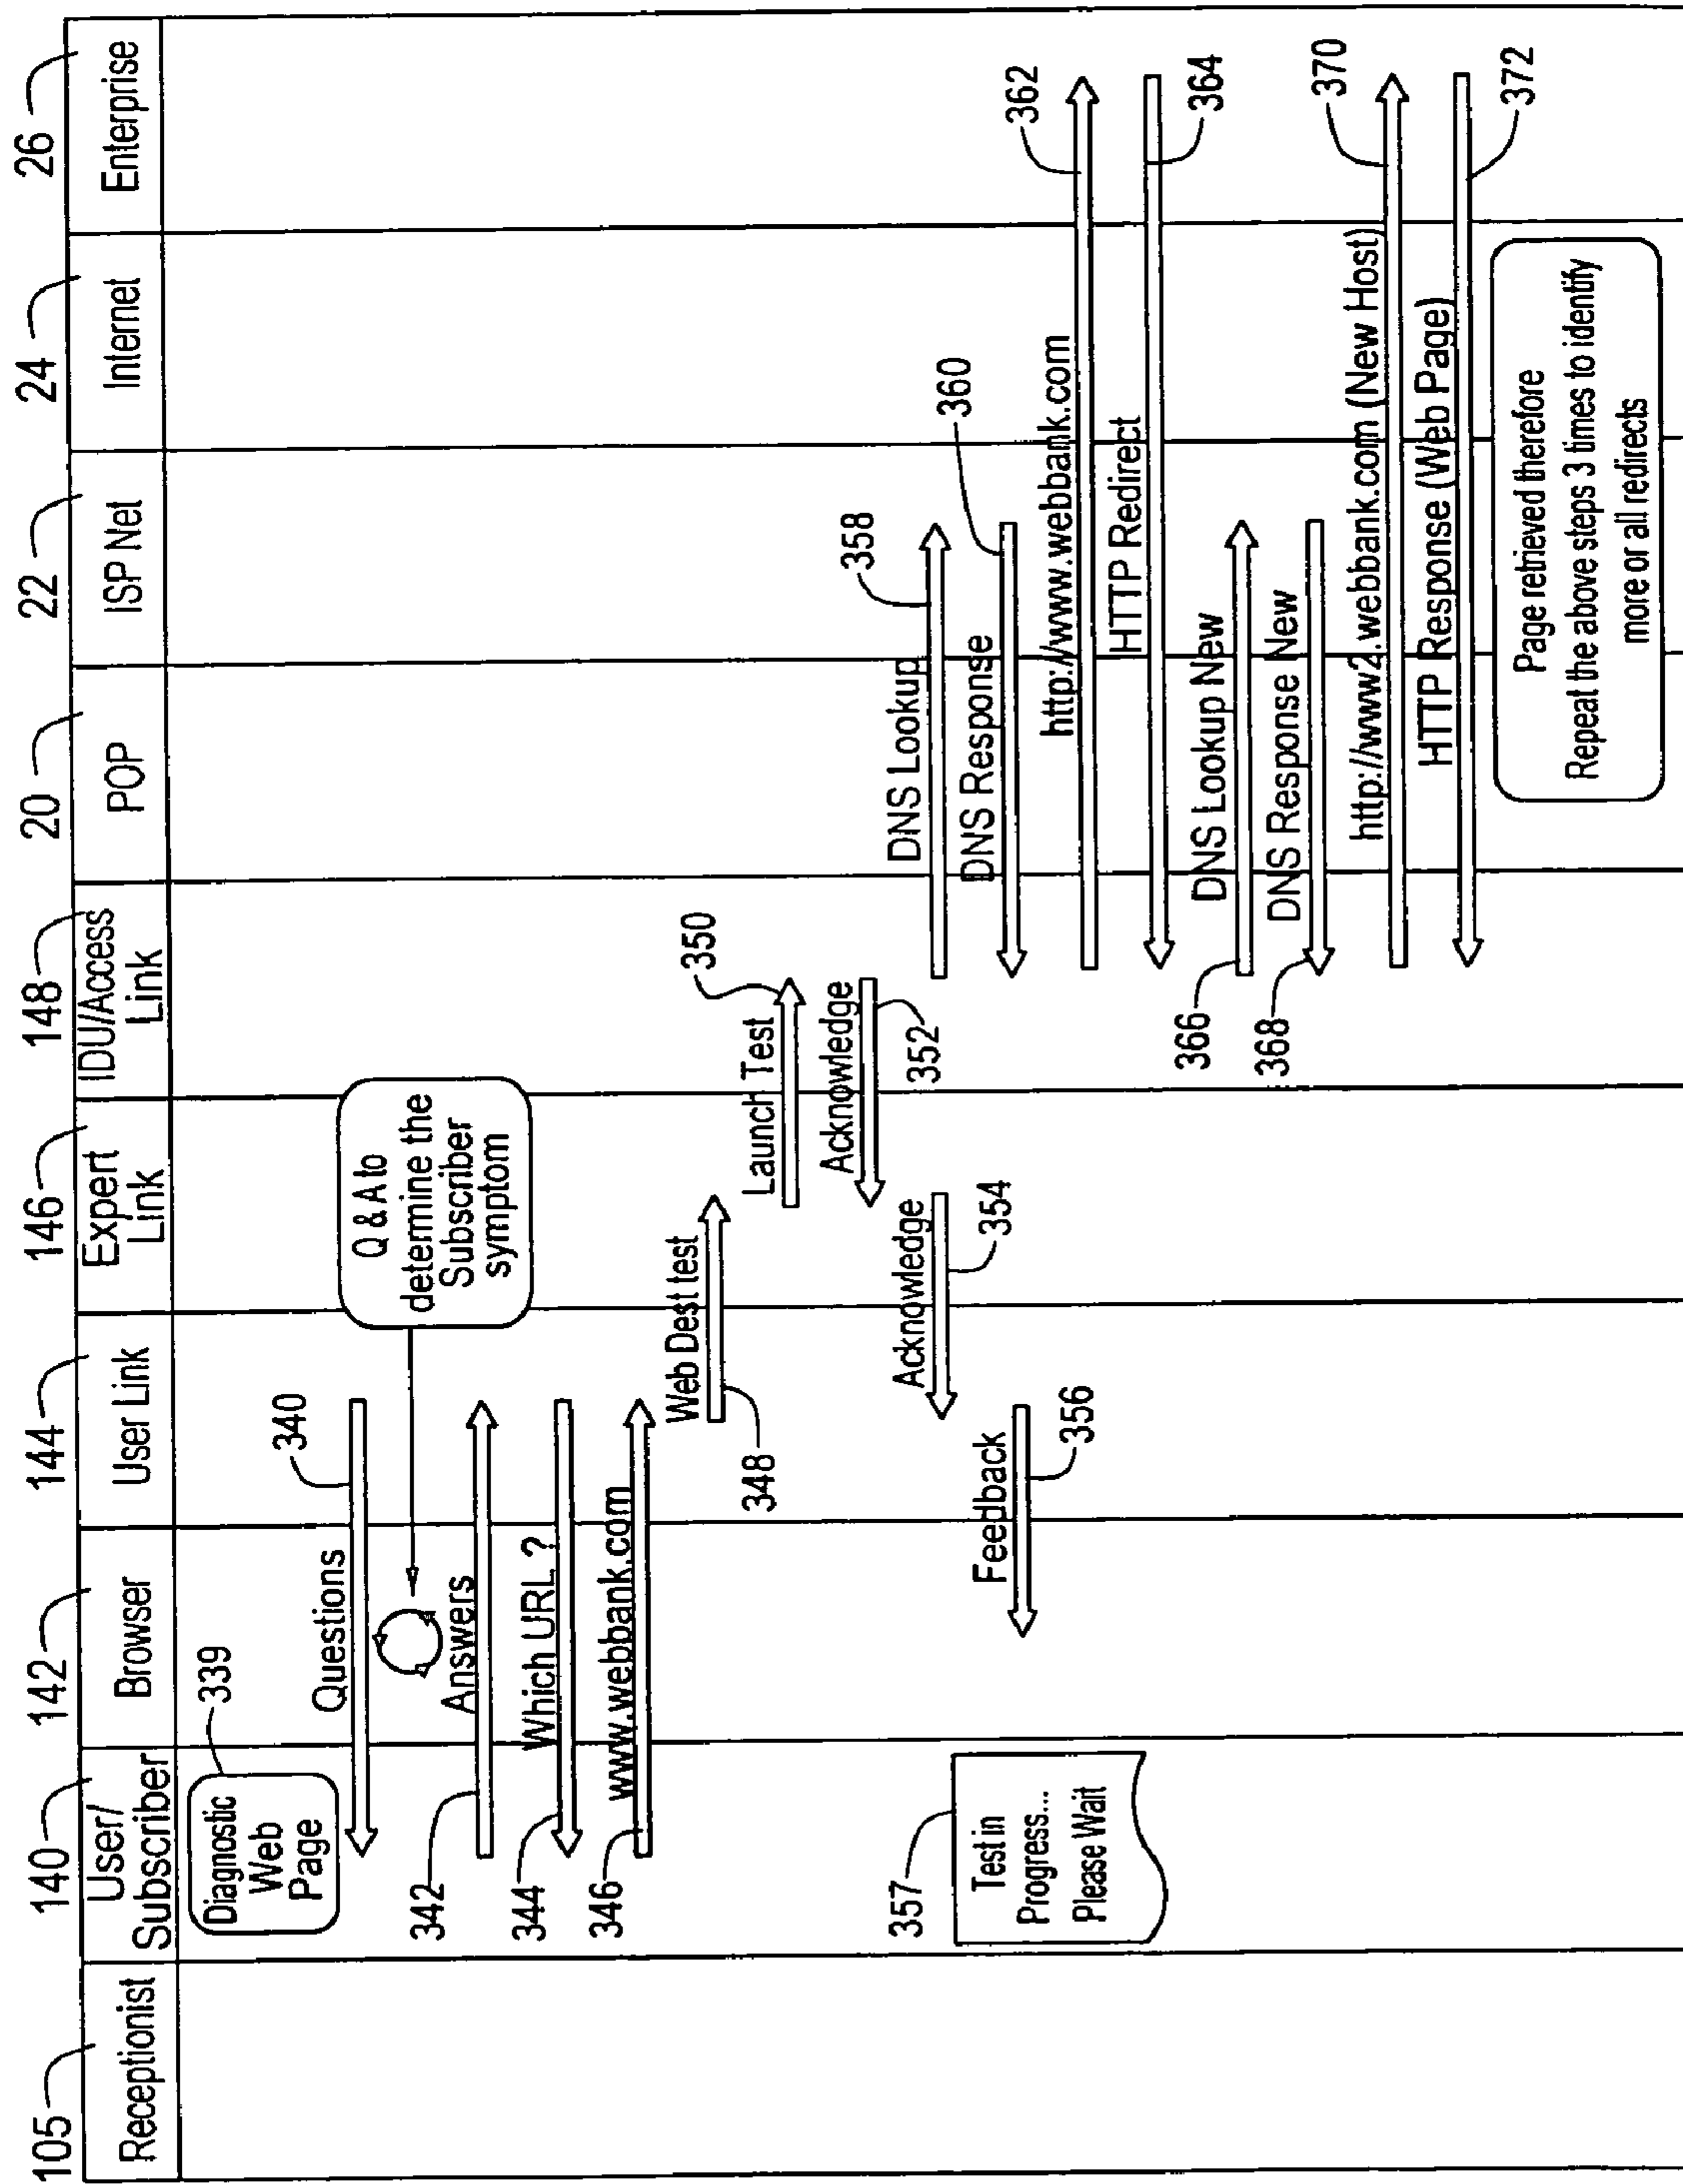 105
140
142
144
146
148
20
22
24
26
Receptionist
User/
Subscriber
Browser
User Link
Expert
Link
IDU/Access
Link
POP
ISP Net
Internet
Enterprise
Diagnostic
Web
Page
339
Questions
340
Q & A to
determine the
Subscriber
symptom
342
Answers
344
Which URL ?
346
www.webbank.com
Web Dest test
348
Launch Test
350
Acknowledge
352
Acknowledge
354
Feedback
356
357
Test in
Progress...
Please Wait
DNS Lookup
358
DNS Response
360
http://www.webbank.com
362
HTTP Redirect
364
DNS Lookup New
366
DNS Response New
368
http://ww2.webbank.com (New Host)
370
HTTP Response (Web Page)
372
Page retrieved therefore
Repeat the above steps 3 times to identify
more or all redirects